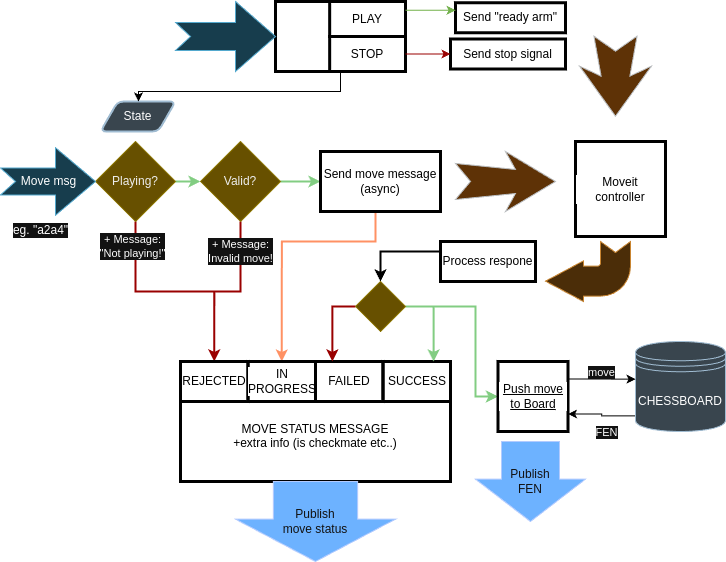 PLAY
Send "ready arm"
STOP
Send stop signal
State
Move msg
Playing?
Valid?
Send move message
(async)
Moveit
controller
eg. "a2a4"
+ Message:
"Not playing!"
+ Message:
Invalid move!
Process respone
REJECTED
IN
PROGRESS
FAILED
SUCCESS
Push move
to Board
move
CHESSBOARD
FEN
MOVE STATUS MESSAGE
+extra info (is checkmate etc..)
Publish
FEN
Publish
move status